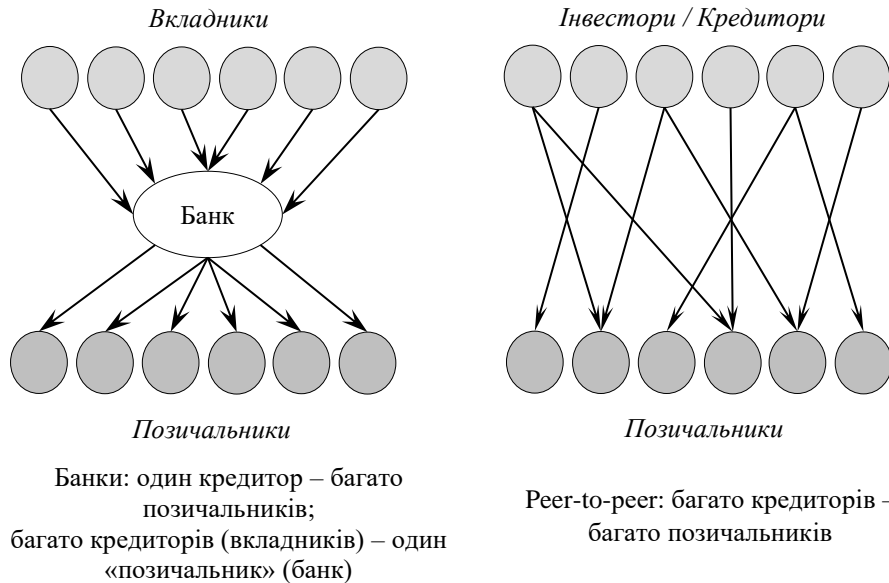 Вкладники
Банк
Позичальники
Банки: один кредитор – багато
позичальників;
багато кредиторів (вкладників) – один
«позичальник» (банк)
Інвестори / Кредитори
Позичальники
Peer-to-peer: багато кредиторів –
багато позичальників